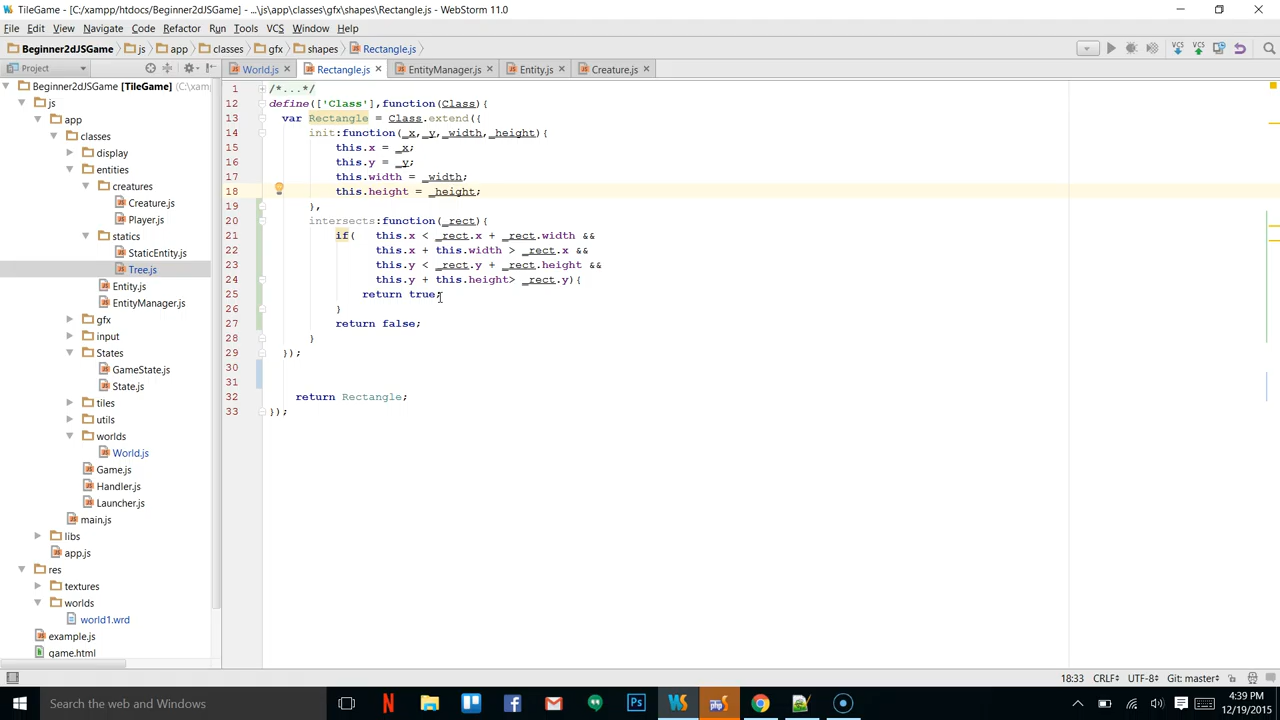 TileGame - [C:/xampp/htdocs/Beginner2dJSGame] - ...\js\app\classes\gfx\shapes\Rectangle.js - WebStorm 11.0
File Edit View Navigate Code Refactor Run Tools VCS Window Help
Beginner2dJSGame js app classes gfx shapes Rectangle.js
Project World.js Rectangle.js EntityManager.js Entity.js Creature.js
Beginner2dJSGame [TileGame] (C:\xamp
js
app
classes
display
entities
creatures
Creature.js
Player.js
statics
StaticEntity.js
Tree.js
Entity.js
EntityManager.js
gfx
input
States
GameState.js
State.js
tiles
utils
worlds
World.js
Game.js
Handler.js
Launcher.js
main.js
libs
app.js
res
textures
worlds
world1.wrd
example.js
game.html
1 /*...*/
12 define(['Class'],function(Class){
13 var Rectangle = Class.extend({
14 init:function(_x,_y,_width,_height){
15 this.x = _x;
16 this.y = _y;
17 this.width = _width;
18 this.height = _height;
19 },
20 intersects:function(_rect){
21 if( this.x < _rect.x + _rect.width &&
22 this.x + this.width > _rect.x &&
23 this.y < _rect.y + _rect.height &&
24 this.y + this.height> _rect.y){
25 return true;
26 }
27 return false;
28 }
29 });
30
31
32 return Rectangle;
33 });
18:33 CRLF UTF-8 Git: master
Search the web and Windows
4:39 PM
12/19/2015